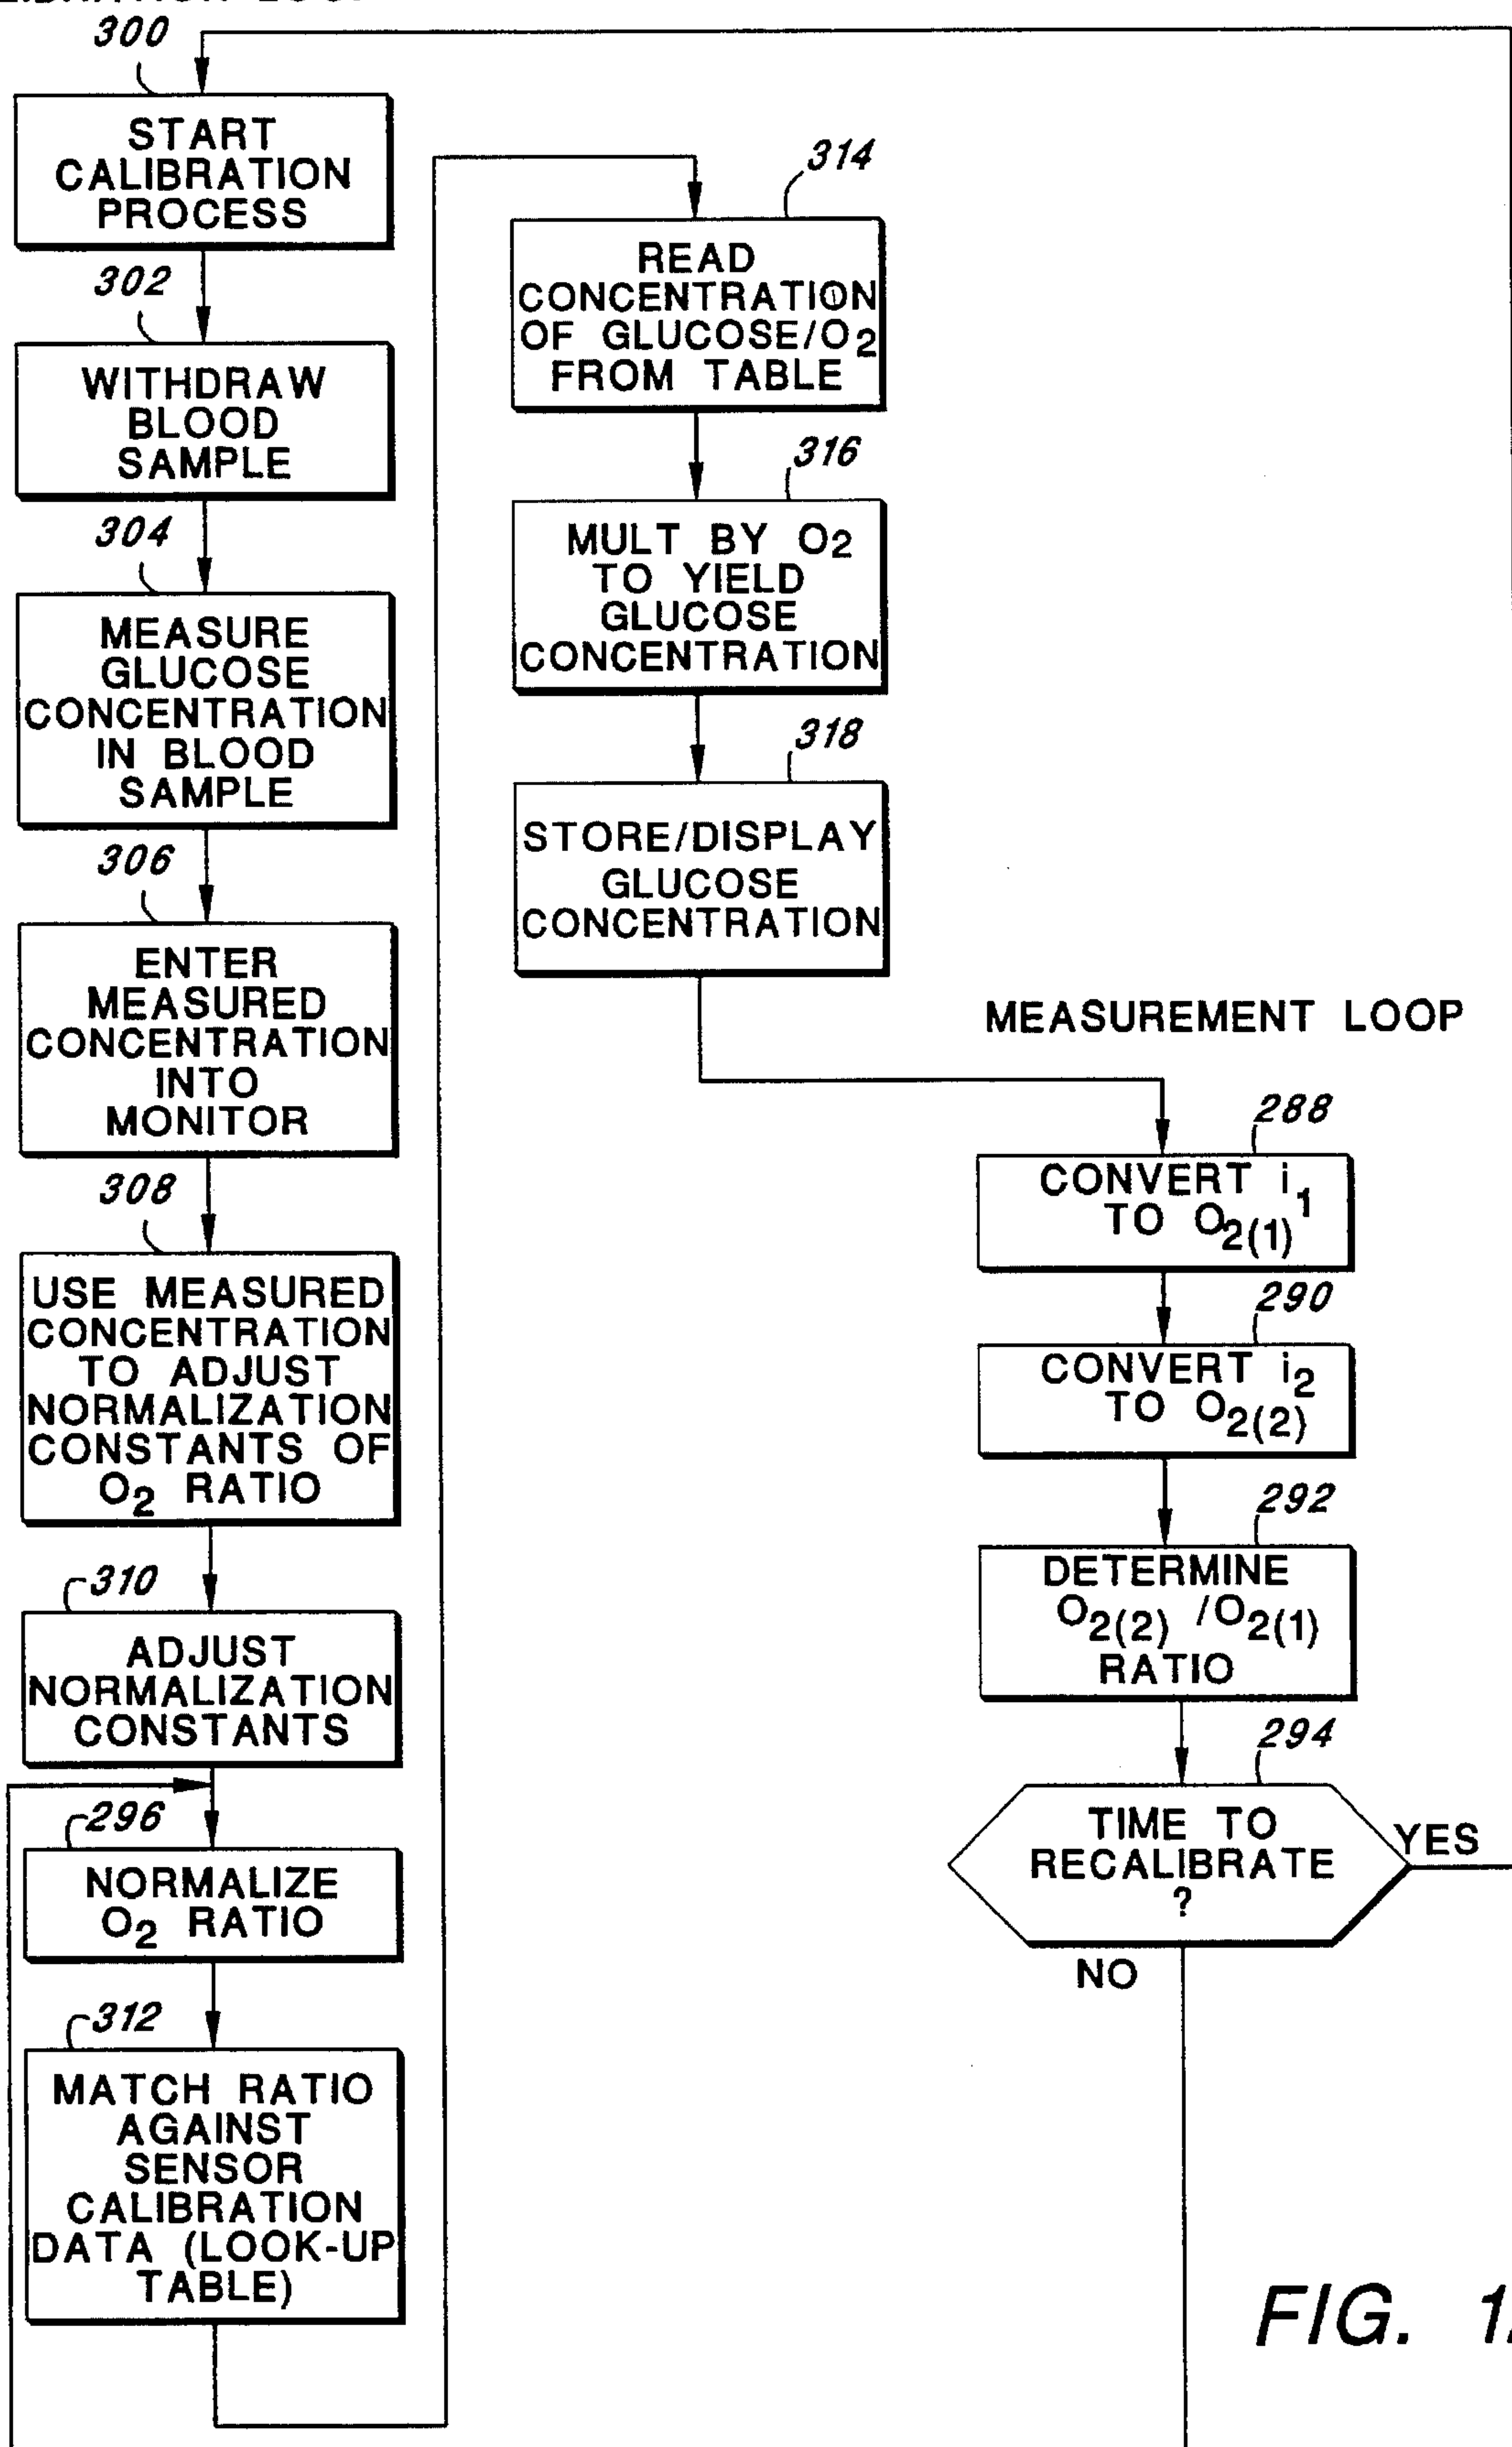 300
START
CALIBRATION
PROCESS
302
WITHDRAW
BLOOD
SAMPLE
304
MEASURE
GLUCOSE
CONCENTRATION
IN BLOOD
SAMPLE
306
ENTER
MEASURED
CONCENTRATION
INTO
MONITOR
308
USE MEASURED
CONCENTRATION
TO ADJUST
NORMALIZATION
CONSTANTS OF
O2 RATIO
310
ADJUST
NORMALIZATION
CONSTANTS
296
NORMALIZE
O2 RATIO
312
MATCH RATIO
AGAINST
SENSOR
CALIBRATION
DATA (LOOK-UP
TABLE)
314
READ
CONCENTRATION
OF GLUCOSE/O2
FROM TABLE
316
MULT BY O2
TO YIELD
GLUCOSE
CONCENTRATION
318
STORE/DISPLAY
GLUCOSE
CONCENTRATION
MEASUREMENT LOOP
288
CONVERT i1
TO O2(1)
290
CONVERT i2
TO O2(2)
292
DETERMINE
O2(2) /O2(1)
RATIO
294
TIME TO
RECALIBRATE
?
YES
NO
FIG.